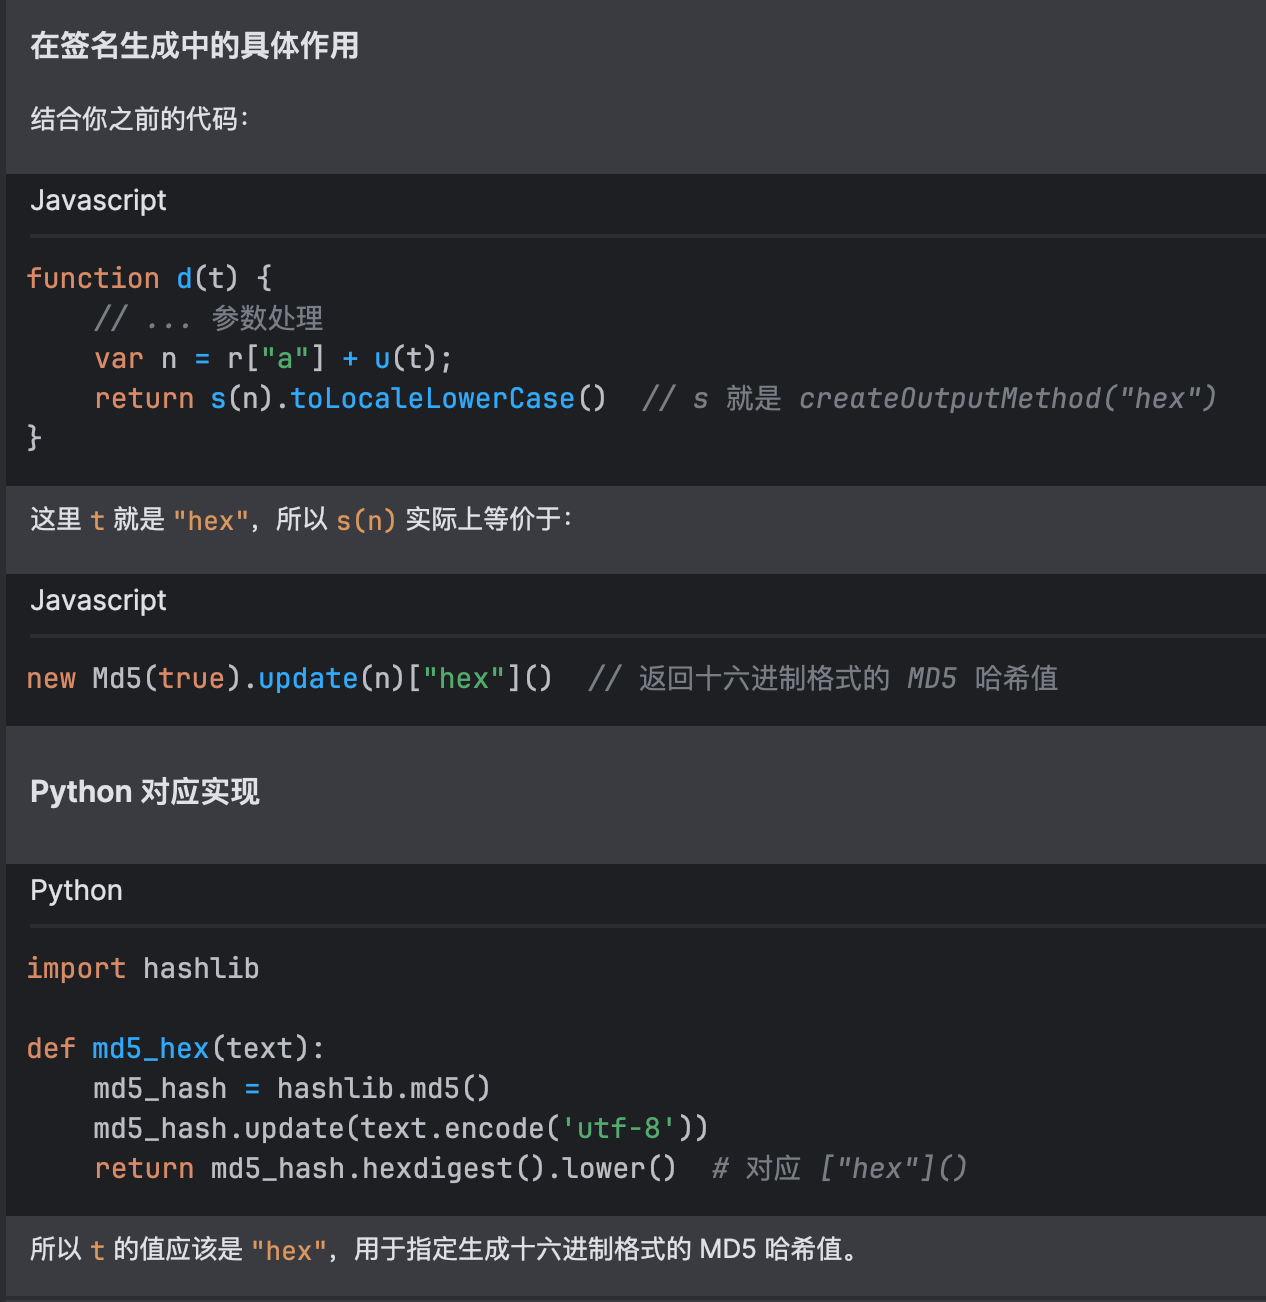 在签名生成中的具体作用
结合你之前的代码：
Javascript
function d(t) {
    // ... 参数处理
    var n = r["a"] + u(t);
    return s(n).toLocaleLowerCase()  // s 就是 createOutputMethod("hex")
}
这里 t 就是 "hex"，所以 s(n) 实际上等价于：
Javascript
new Md5(true).update(n)["hex"]()  // 返回十六进制格式的 MD5 哈希值
Python 对应实现
Python
import hashlib
def md5_hex(text):
    md5_hash = hashlib.md5()
    md5_hash.update(text.encode('utf-8'))
    return md5_hash.hexdigest().lower()  # 对应 ["hex"]()
所以 t 的值应该是 "hex"，用于指定生成十六进制格式的 MD5 哈希值。